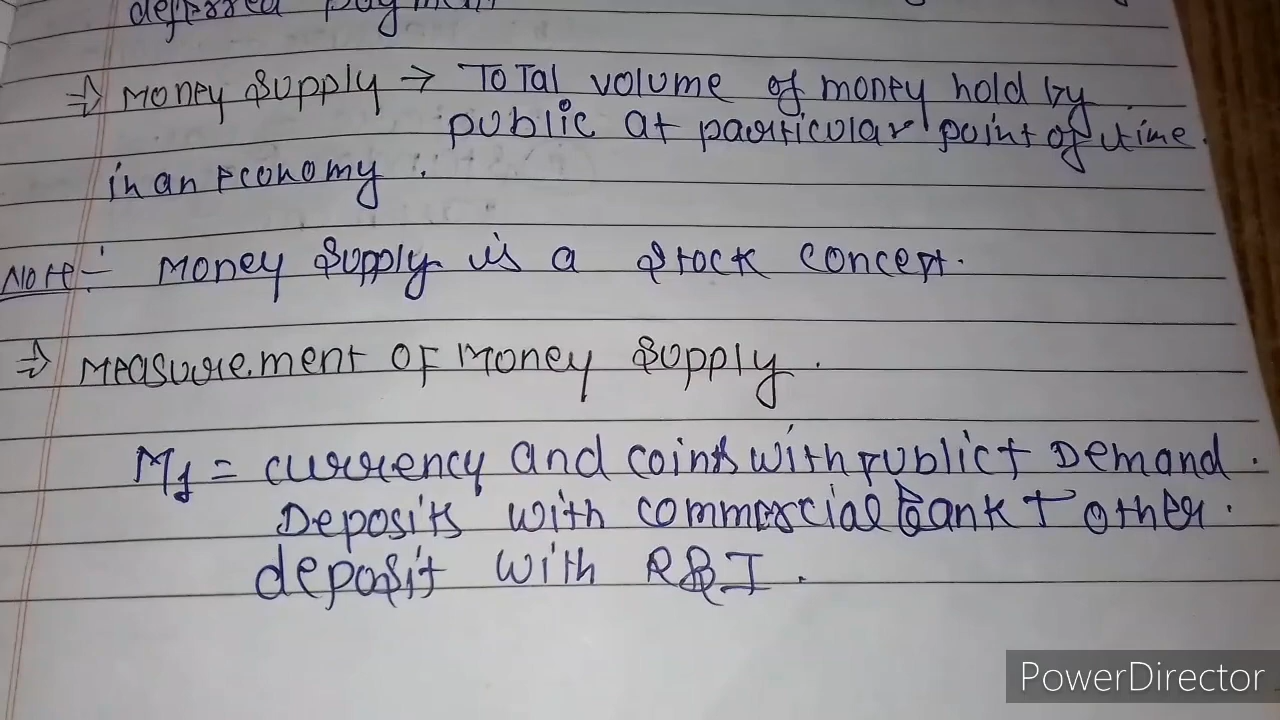 deferred payment
⇒ Money Supply → Total volume of money hold by
public at particular point of time.
in an Economy.
Note:- Money Supply is a stock concept.
⇒ Measurement of Money Supply.
M1 = currency and coins with public + Demand.
Deposits with commercial Bank + other.
deposit with RBI.
PowerDirector